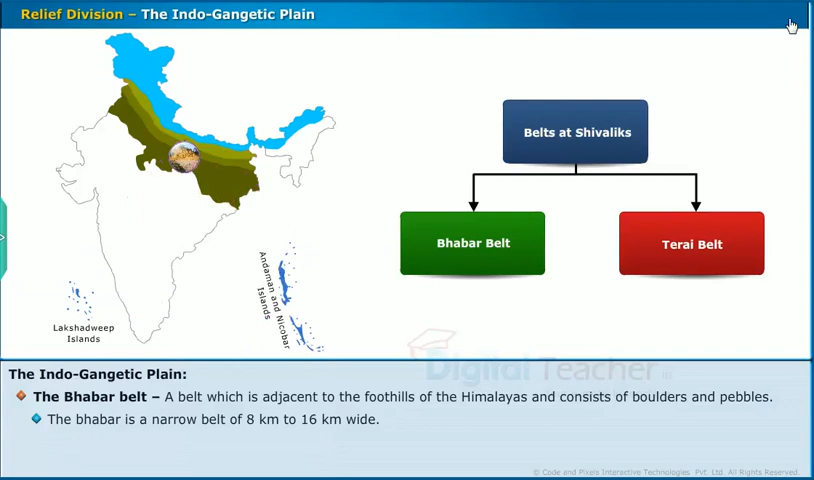 Relief Division – The Indo-Gangetic Plain
Belts at Shivaliks
Bhabar Belt
Terai Belt
Andaman and Nicobar
Islands
Lakshadweep
Islands
Digital Teacher
The Indo-Gangetic Plain:
The Bhabar belt – A belt which is adjacent to the foothills of the Himalayas and consists of boulders and pebbles.
The bhabar is a narrow belt of 8 km to 16 km wide.
© Code and Pixels Interactive Technologies. Pvt. Ltd. All Rights Reserved.